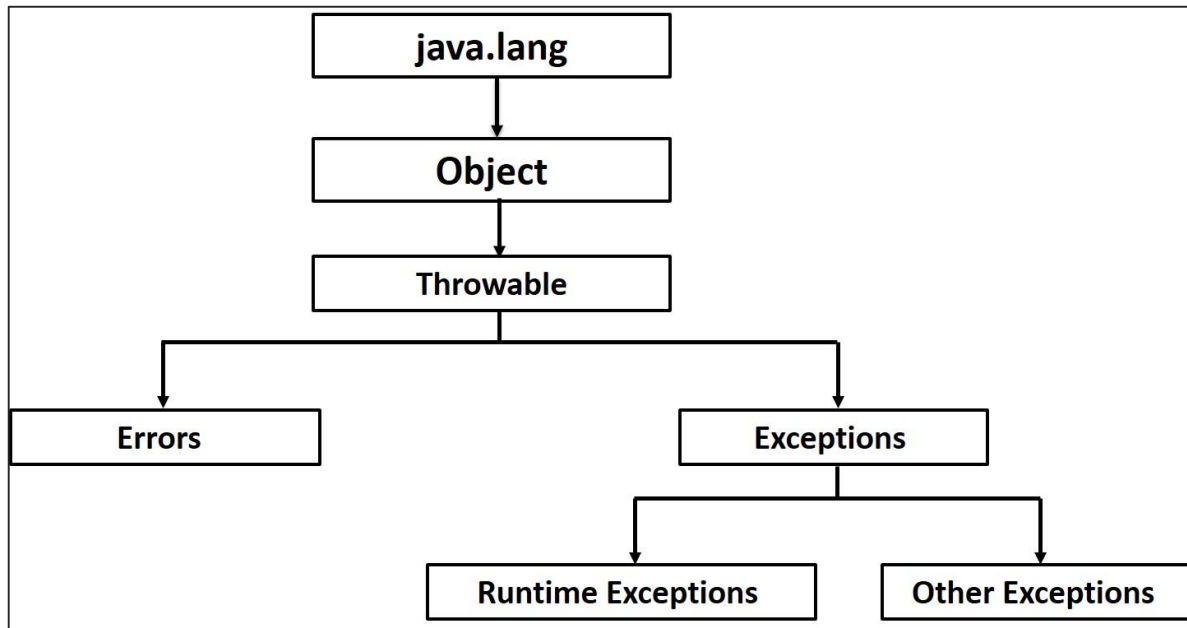 java.lang
Object
Throwable
Errors
Exceptions
Runtime Exceptions
Other Exceptions